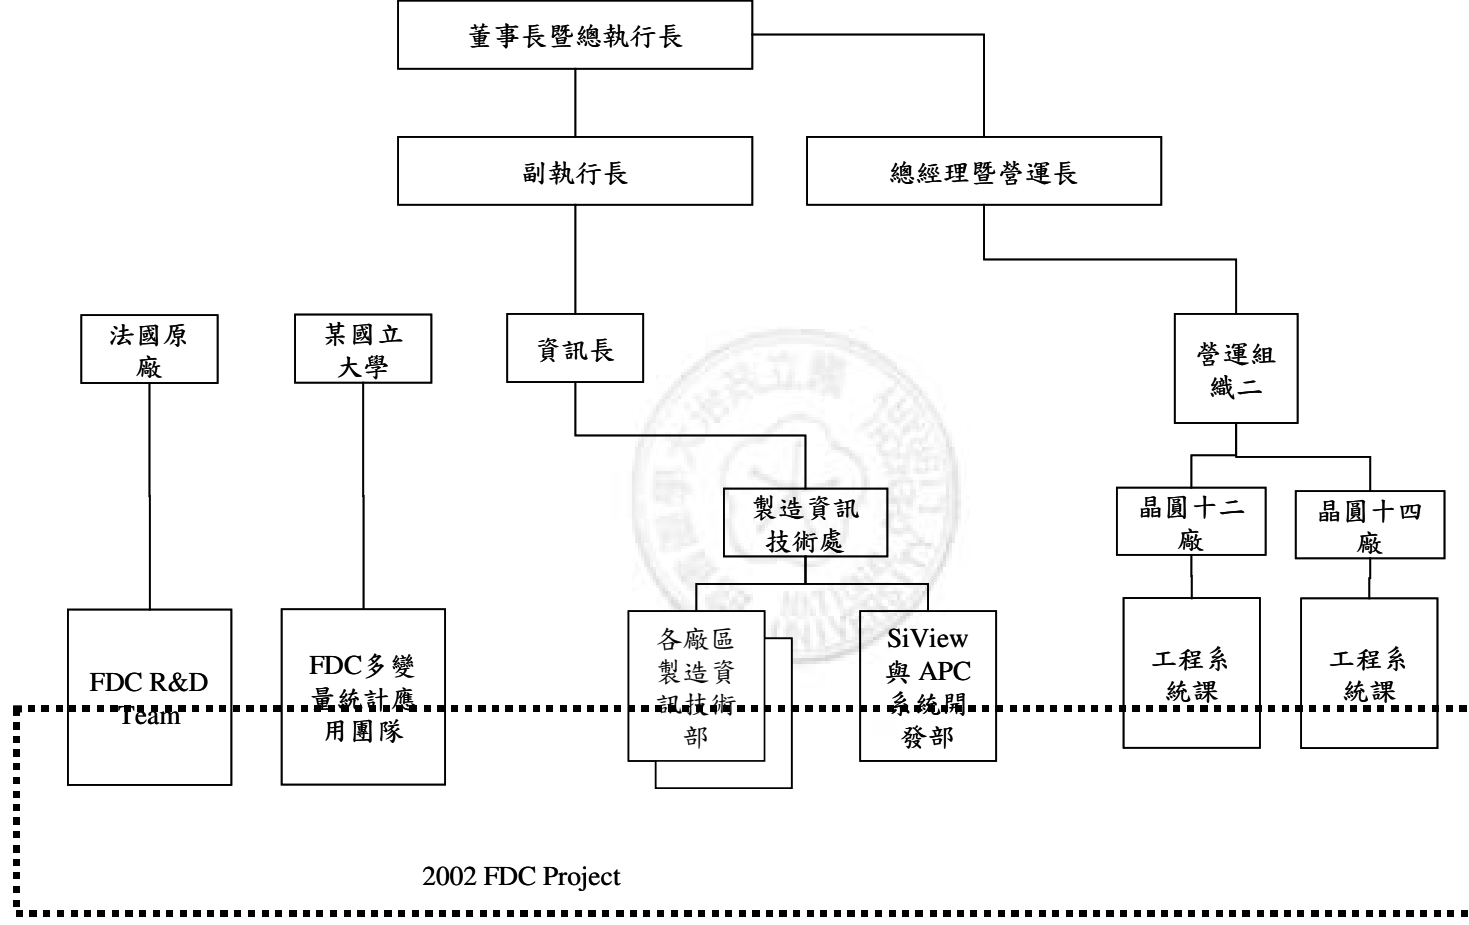 董事長暨總執行長
副執行長
總經理暨營運長
法國原
廠
某國立
大學
資訊長
營運組
織二
製造資訊
技術處
晶圓十二
廠
晶圓十四
廠
FDC R&D
Team
FDC多變
量統計應
用團隊
各廠區
製造資
訊技術
部
SiView
與 APC
系統開
發部
工程系
統課
工程系
統課
2002 FDC Project